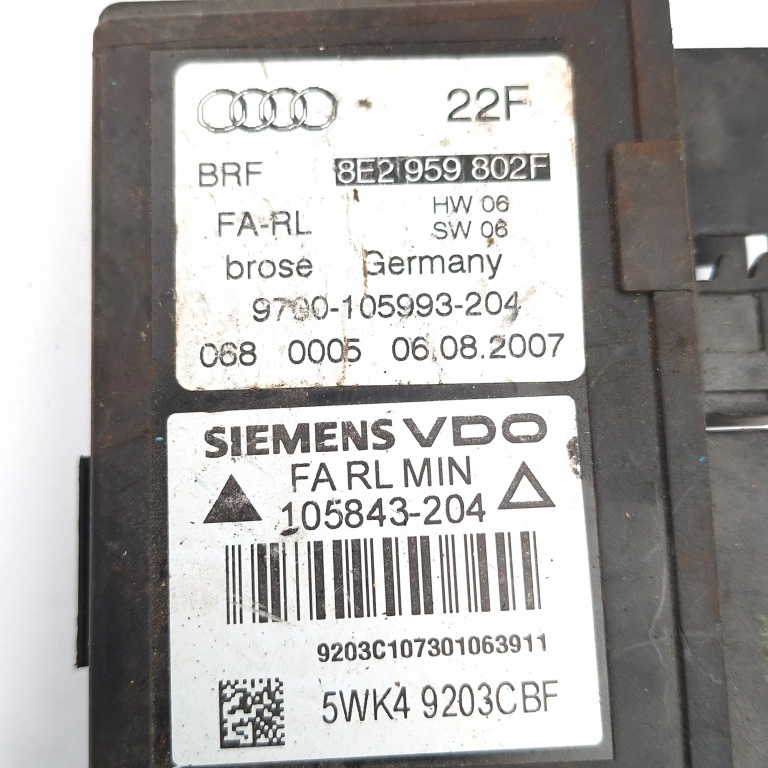 22F
BRF 8E2 959 802F
FA-RL HW 06
SW 06
brose Germany
9700-105993-204
068 0005 06.08.2007
SIEMENS VDO
FA RL MIN
105843-204
9203C107301063911
5WK4 9203CBF